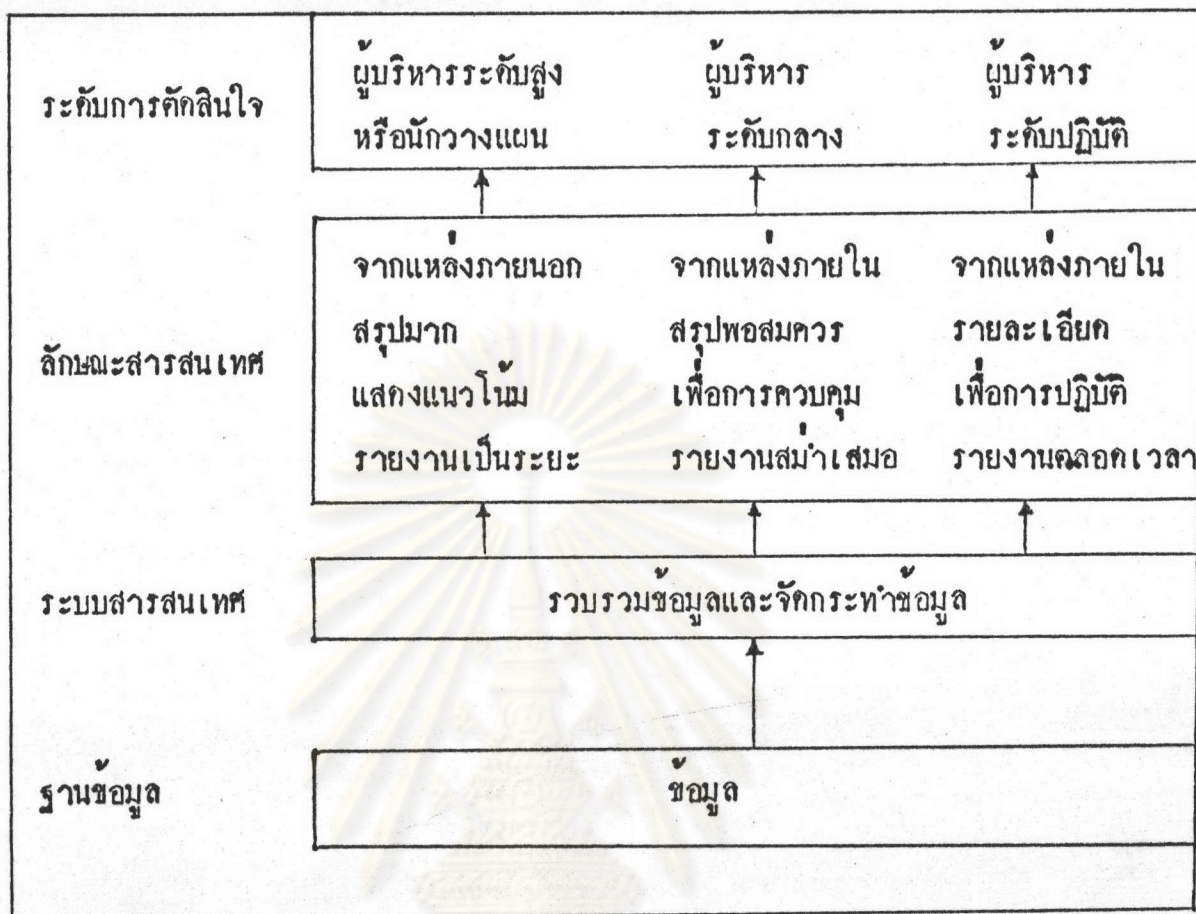 ระดับการตัดสินใจ
ผู้บริหารระดับสูง
หรือนักวางแผน
ผู้บริหาร
ระดับกลาง
ผู้บริหาร
ระดับปฏิบัติ
ลักษณะสารสนเทศ
จากแหล่งภายนอก
สรุปมาก
แสดงแนวโน้ม
รายงานเป็นระยะ
จากแหล่งภายใน
สรุปพอสมควร
เพื่อการควบคุม
รายงานสม่ำเสมอ
จากแหล่งภายใน
รายละเอียด
เพื่อการปฏิบัติ
รายงานตลอดเวลา
ระบบสารสนเทศ
รวบรวมข้อมูลและจัดกระทำข้อมูล
ฐานข้อมูล
ข้อมูล